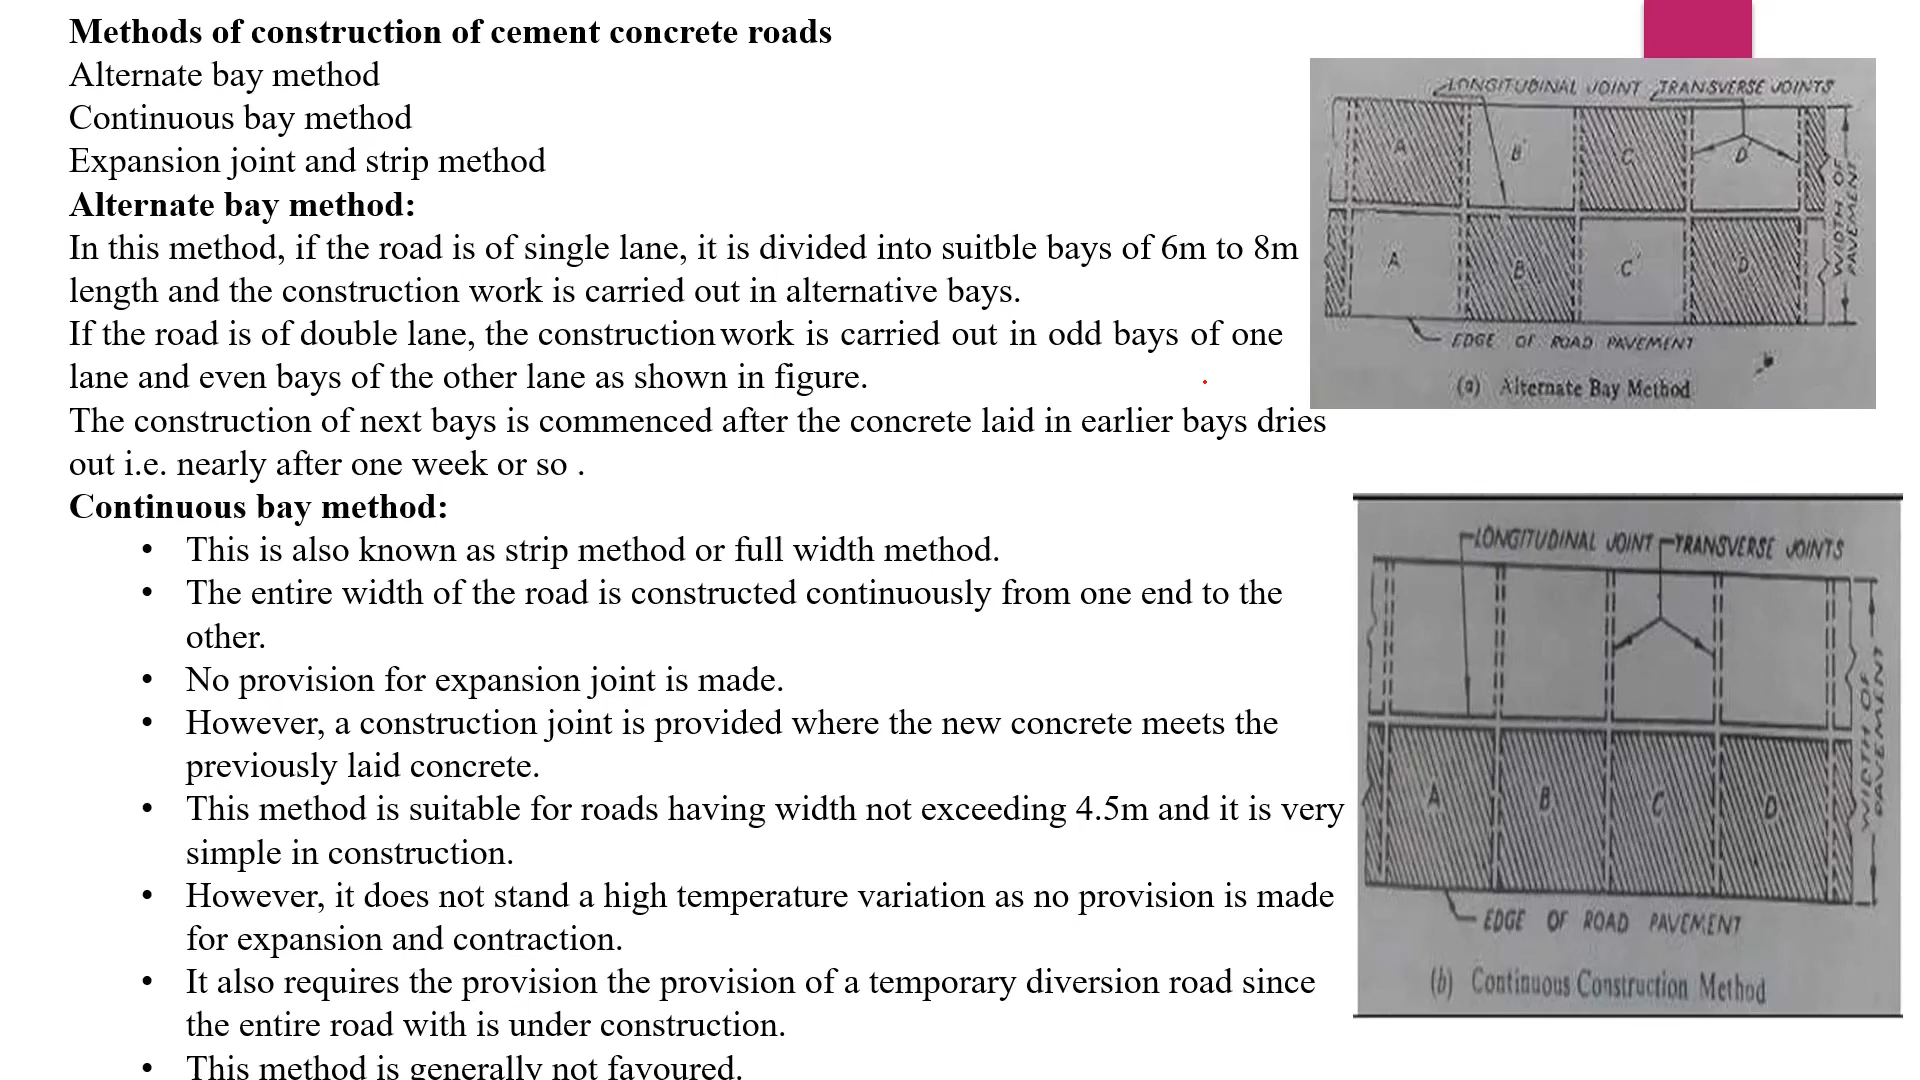 Methods of construction of cement concrete roads
Alternate bay method
Continuous bay method
Expansion joint and strip method
Alternate bay method:
In this method, if the road is of single lane, it is divided into suitble bays of 6m to 8m
length and the construction work is carried out in alternative bays.
If the road is of double lane, the construction work is carried out in odd bays of one
lane and even bays of the other lane as shown in figure.
The construction of next bays is commenced after the concrete laid in earlier bays dries
out i.e. nearly after one week or so .
Continuous bay method:
• This is also known as strip method or full width method.
• The entire width of the road is constructed continuously from one end to the
other.
• No provision for expansion joint is made.
• However, a construction joint is provided where the new concrete meets the
previously laid concrete.
• This method is suitable for roads having width not exceeding 4.5m and it is very
simple in construction.
• However, it does not stand a high temperature variation as no provision is made
for expansion and contraction.
• It also requires the provision the provision of a temporary diversion road since
the entire road with is under construction.
• This method is generally not favoured.
LONGITUDINAL JOINT TRANSVERSE JOINTS
A B' C D'
A B C' D
WIDTH OF
PAVEMENT
EDGE OF ROAD PAVEMENT
(a) Alternate Bay Method
LONGITUDINAL JOINT TRANSVERSE JOINTS
A B C D
WIDTH OF
PAVEMENT
EDGE OF ROAD PAVEMENT
(b) Continuous Construction Method